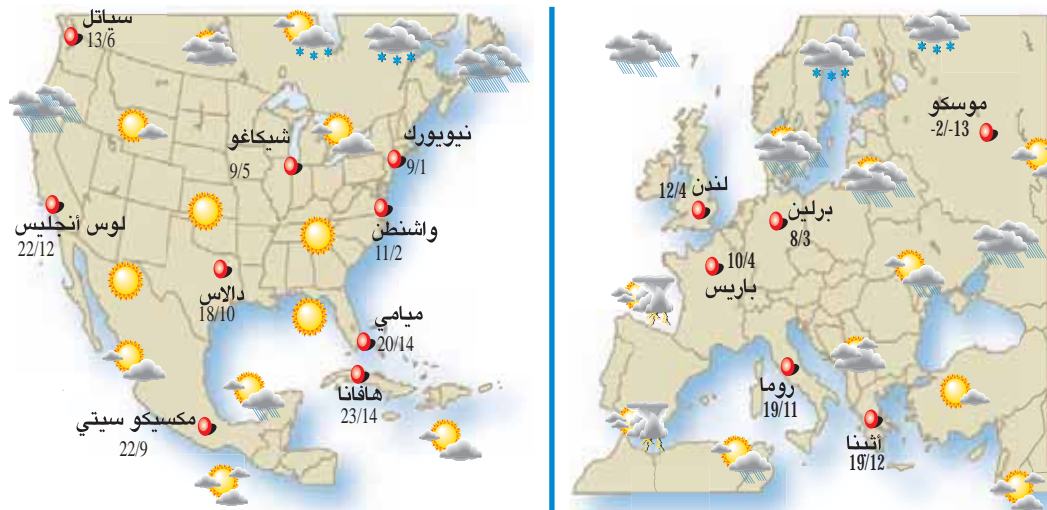 سياتل
13/6
شيكاغو
9/5
نيويورك
9/1
لوس أنجليس
22/12
واشنطن
11/2
دالاس
18/10
ميامي
20/14
هافانا
23/14
مكسيكو سيتي
22/9
موسكو
-2/-13
لندن
12/4
درلين
8/3
10/4
باريس
روما
19/11
أثينا
19/12